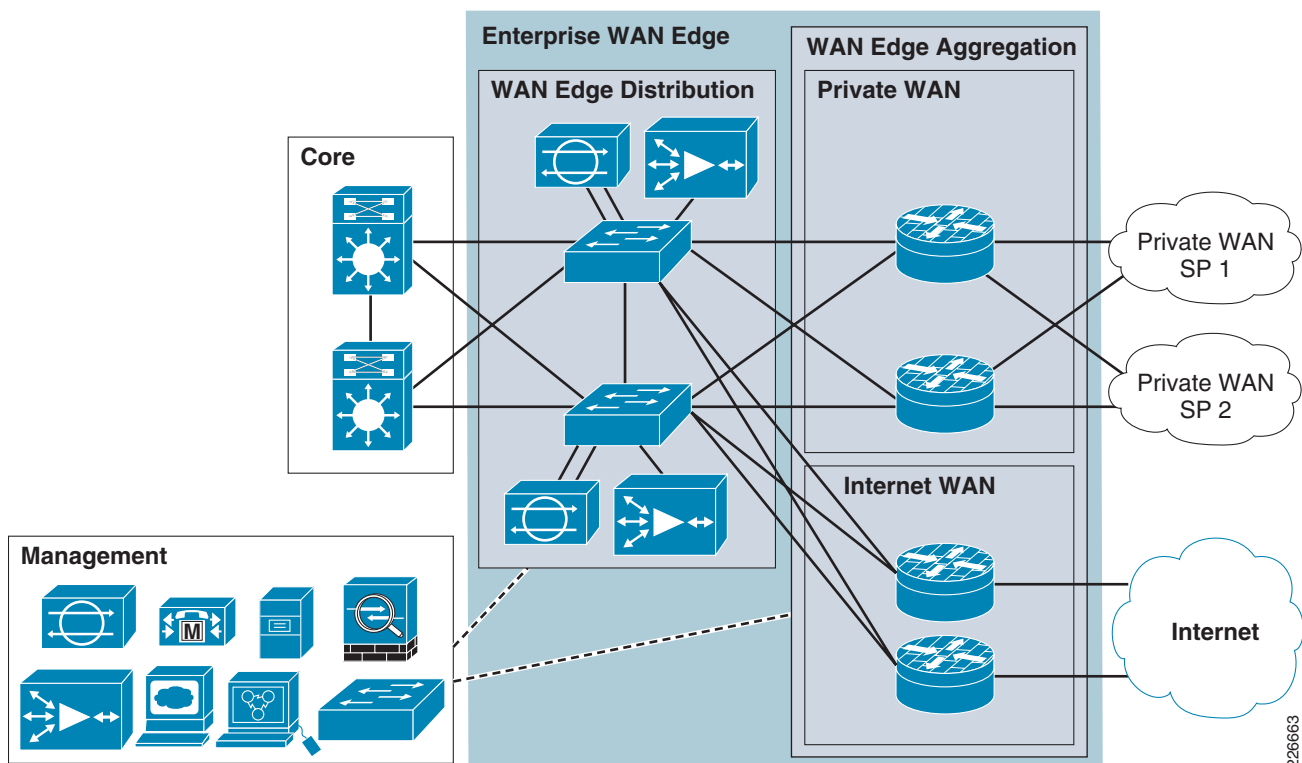 Enterprise WAN Edge
WAN Edge Aggregation
WAN Edge Distribution
Private WAN
Core
Private WAN
SP 1
Private WAN
SP 2
Internet WAN
Management
M
Internet
226663